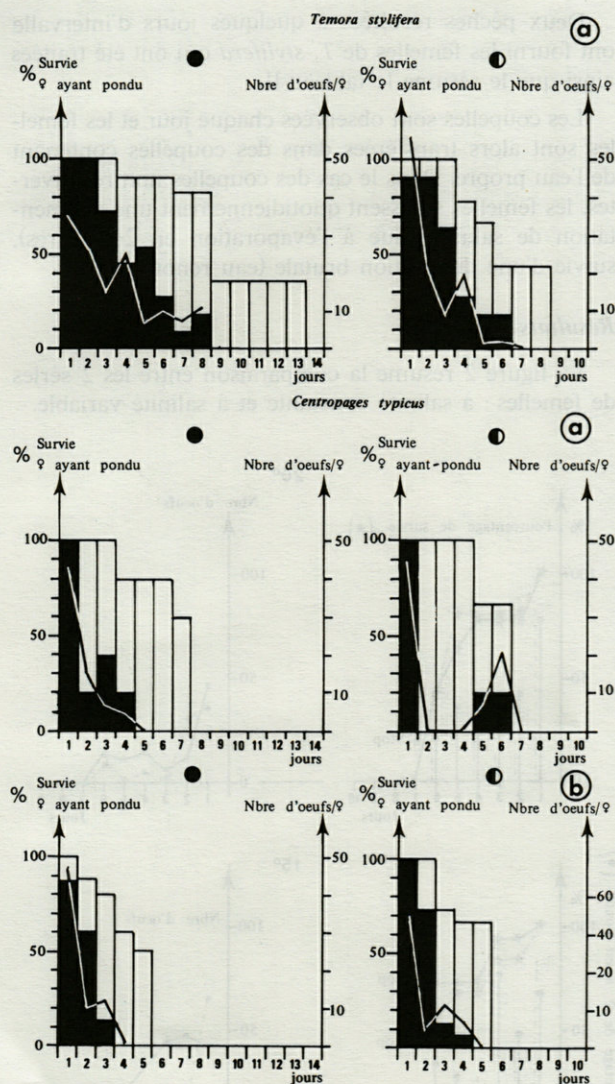 Temora stylifera
a
% Survie
♀ ayant pondu Nbre d'oeufs/♀
100 50
50
10
0
1 2 3 4 5 6 7 8 9 10 11 12 13 14
jours
% Survie
♀ ayant pondu Nbre d'oeufs/♀
100 50
50
10
0
1 2 3 4 5 6 7 8 9 10
jours
Centropages typicus
a
% Survie
♀ ayant pondu Nbre d'oeufs/♀
100 50
50
10
0
1 2 3 4 5 6 7 8 9 10 11 12 13 14
jours
% Survie
♀ ayant pondu Nbre d'oeufs/♀
100 50
50
10
0
1 2 3 4 5 6 7 8 9 10
jours
b
% Survie
♀ ayant pondu Nbre d'oeufs/♀
100 50
50
10
0
1 2 3 4 5 6 7 8 9 10 11 12 13 14
jours
% Survie
♀ ayant pondu Nbre d'oeufs/♀
100 60
40
50 20
0
1 2 3 4 5 6 7 8 9 10
jours